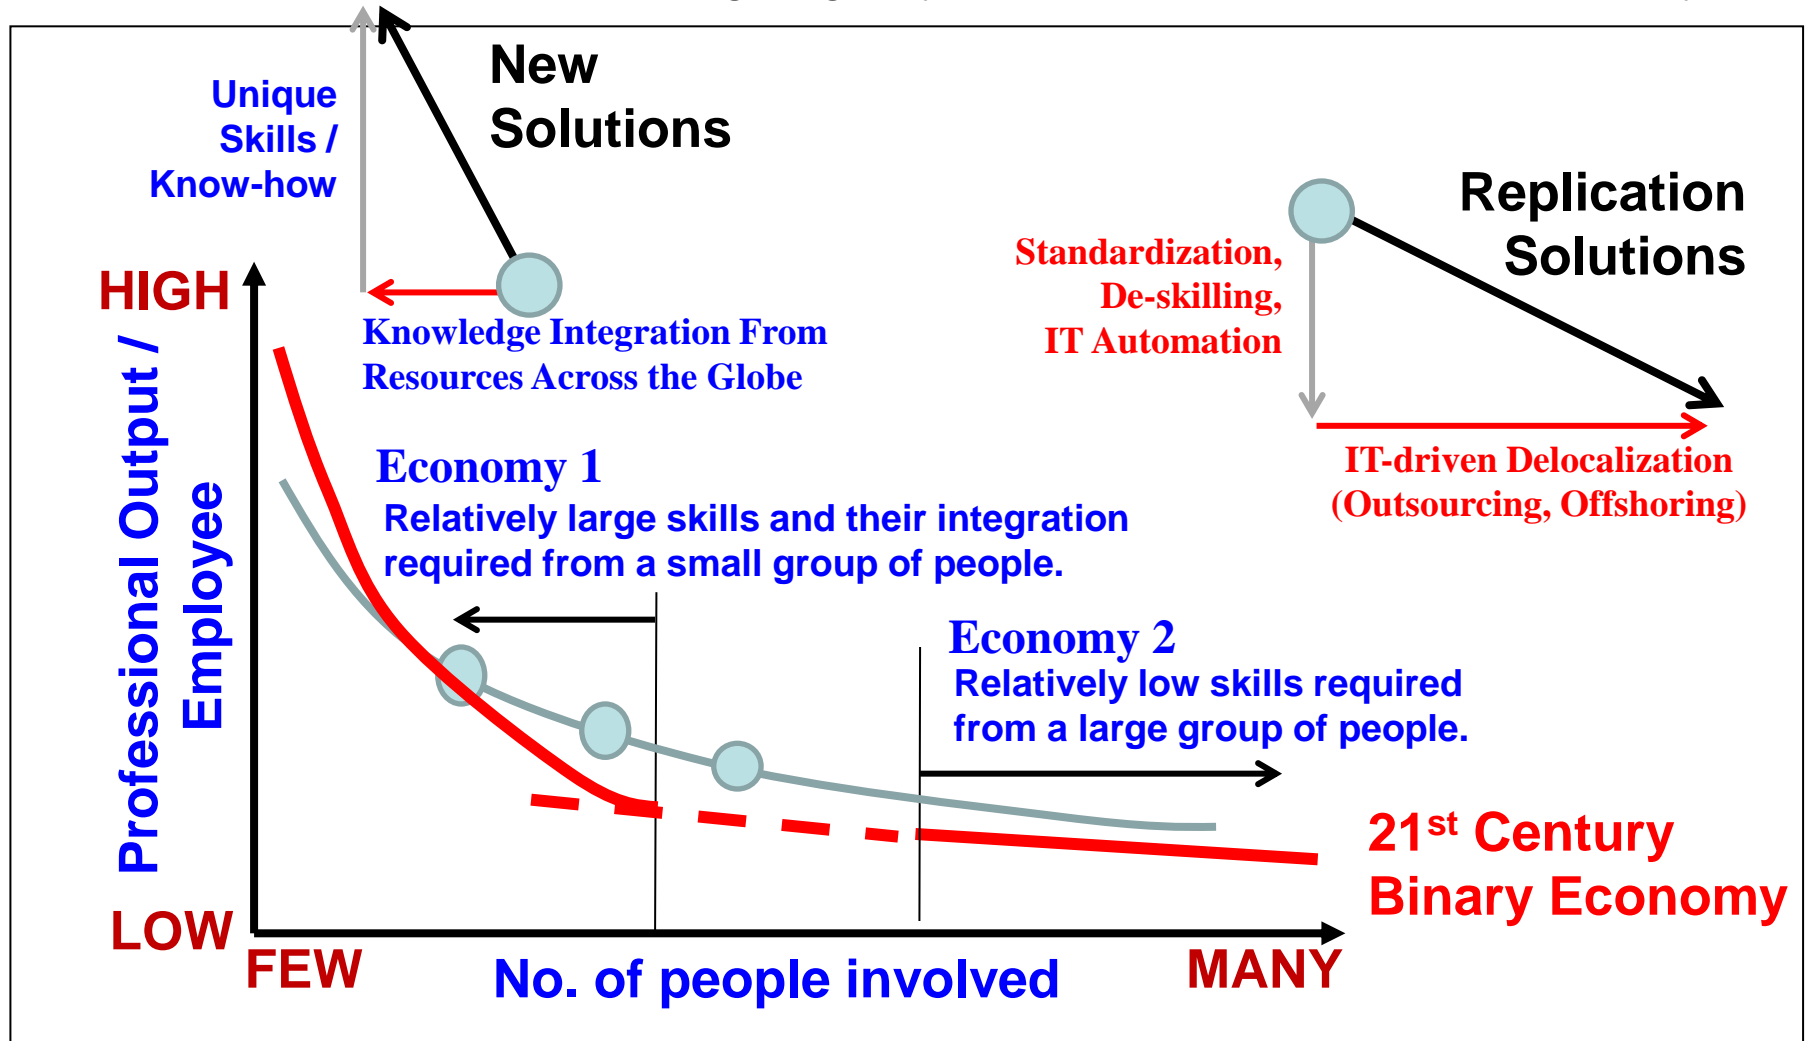 New
Solutions
Unique
Skills /
Know-how
Replication
Solutions
Standardization,
De-skilling,
IT Automation
HIGH
Knowledge Integration From
Resources Across the Globe
IT-driven Delocalization
(Outsourcing, Offshoring)
Economy 1
Relatively large skills and their integration
required from a small group of people.
Professional Output /
Employee
Economy 2
Relatively low skills required
from a large group of people.
21st Century
Binary Economy
LOW
FEW
No. of people involved
MANY